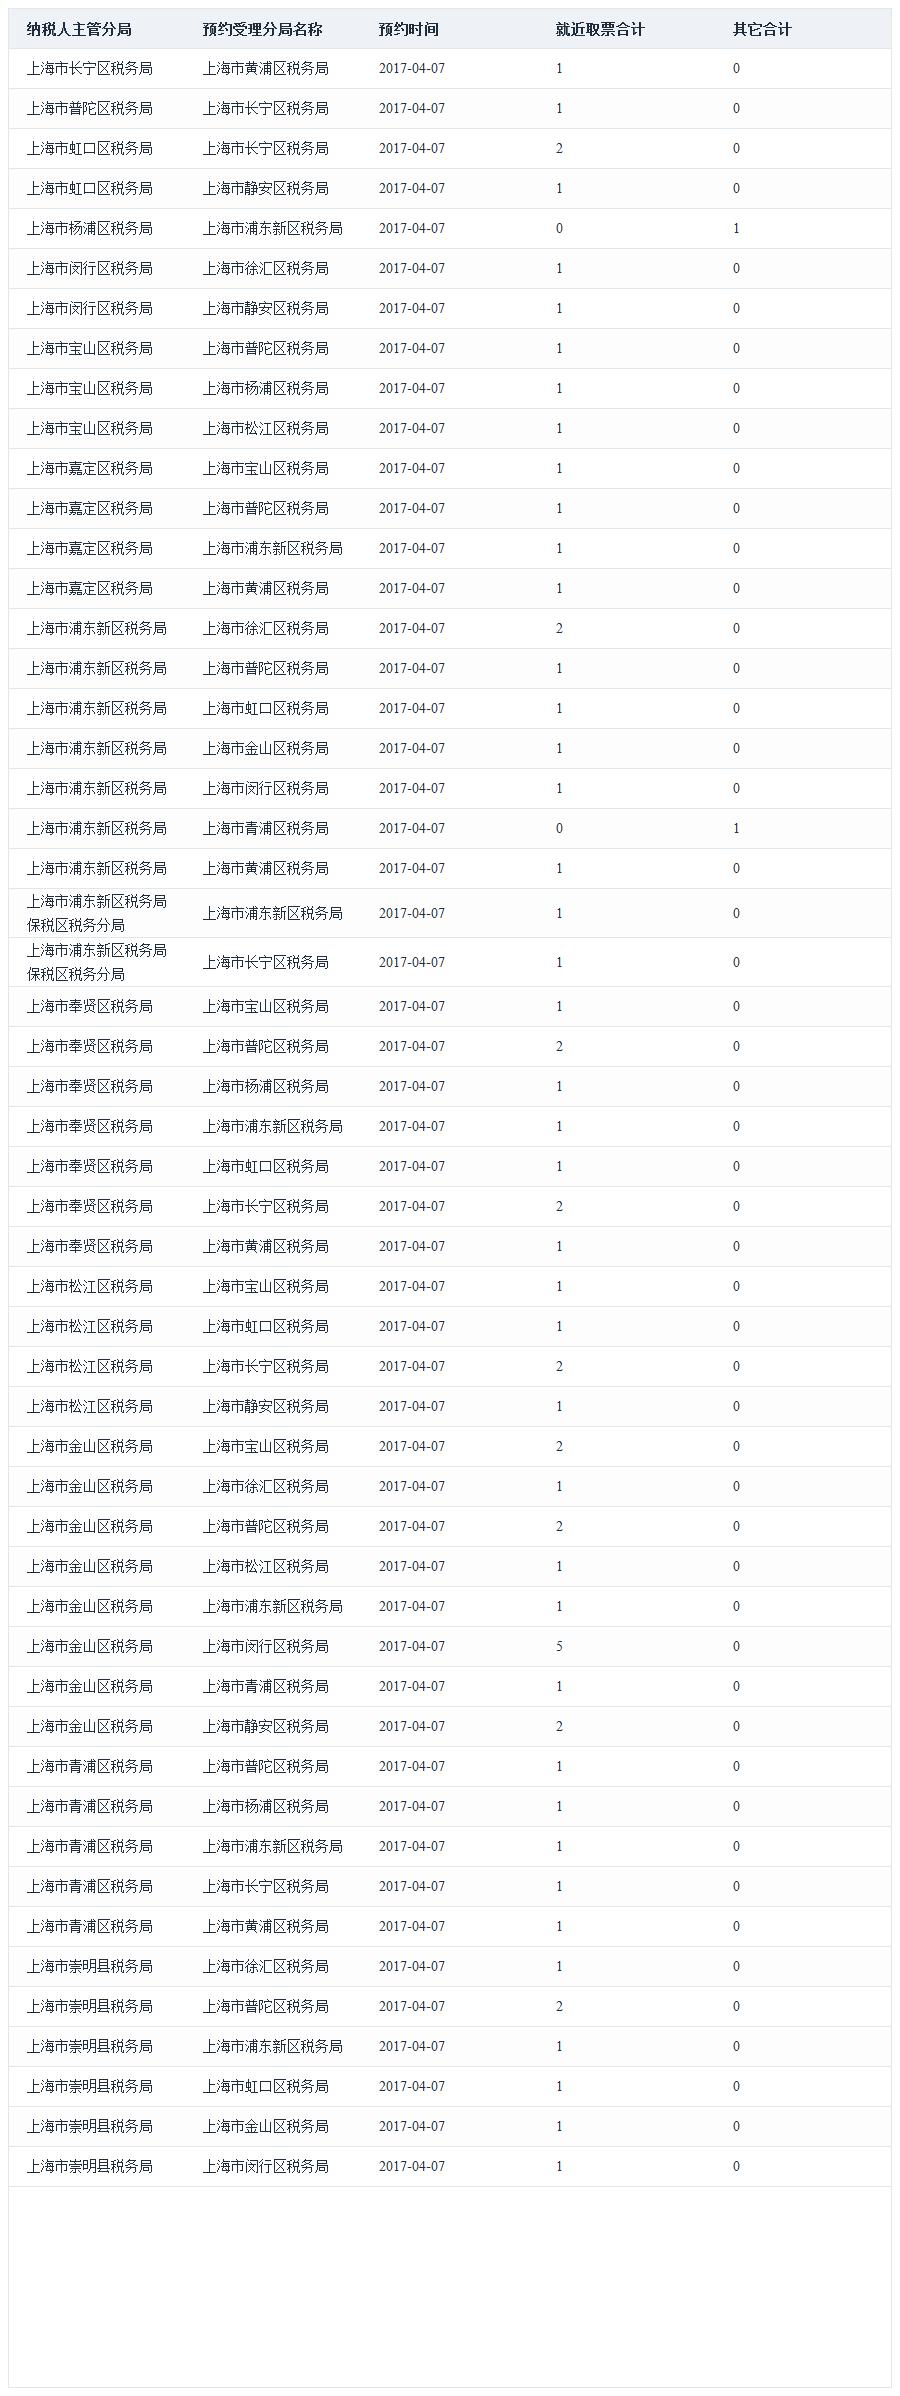 纳税人主管分局 预约受理分局名称 预约时间 就近取票合计 其它合计
上海市长宁区税务局 上海市黄浦区税务局 2017-04-07 1 0
上海市普陀区税务局 上海市长宁区税务局 2017-04-07 1 0
上海市虹口区税务局 上海市长宁区税务局 2017-04-07 2 0
上海市虹口区税务局 上海市静安区税务局 2017-04-07 1 0
上海市杨浦区税务局 上海市浦东新区税务局 2017-04-07 0 1
上海市闵行区税务局 上海市徐汇区税务局 2017-04-07 1 0
上海市闵行区税务局 上海市静安区税务局 2017-04-07 1 0
上海市宝山区税务局 上海市普陀区税务局 2017-04-07 1 0
上海市宝山区税务局 上海市杨浦区税务局 2017-04-07 1 0
上海市宝山区税务局 上海市松江区税务局 2017-04-07 1 0
上海市嘉定区税务局 上海市宝山区税务局 2017-04-07 1 0
上海市嘉定区税务局 上海市普陀区税务局 2017-04-07 1 0
上海市嘉定区税务局 上海市浦东新区税务局 2017-04-07 1 0
上海市嘉定区税务局 上海市黄浦区税务局 2017-04-07 1 0
上海市浦东新区税务局 上海市徐汇区税务局 2017-04-07 2 0
上海市浦东新区税务局 上海市普陀区税务局 2017-04-07 1 0
上海市浦东新区税务局 上海市虹口区税务局 2017-04-07 1 0
上海市浦东新区税务局 上海市金山区税务局 2017-04-07 1 0
上海市浦东新区税务局 上海市闵行区税务局 2017-04-07 1 0
上海市浦东新区税务局 上海市青浦区税务局 2017-04-07 0 1
上海市浦东新区税务局 上海市黄浦区税务局 2017-04-07 1 0
上海市浦东新区税务局
保税区税务分局 上海市浦东新区税务局 2017-04-07 1 0
上海市浦东新区税务局
保税区税务分局 上海市长宁区税务局 2017-04-07 1 0
上海市奉贤区税务局 上海市宝山区税务局 2017-04-07 1 0
上海市奉贤区税务局 上海市普陀区税务局 2017-04-07 2 0
上海市奉贤区税务局 上海市杨浦区税务局 2017-04-07 1 0
上海市奉贤区税务局 上海市浦东新区税务局 2017-04-07 1 0
上海市奉贤区税务局 上海市虹口区税务局 2017-04-07 1 0
上海市奉贤区税务局 上海市长宁区税务局 2017-04-07 2 0
上海市奉贤区税务局 上海市黄浦区税务局 2017-04-07 1 0
上海市松江区税务局 上海市宝山区税务局 2017-04-07 1 0
上海市松江区税务局 上海市虹口区税务局 2017-04-07 1 0
上海市松江区税务局 上海市长宁区税务局 2017-04-07 2 0
上海市松江区税务局 上海市静安区税务局 2017-04-07 1 0
上海市金山区税务局 上海市宝山区税务局 2017-04-07 2 0
上海市金山区税务局 上海市徐汇区税务局 2017-04-07 1 0
上海市金山区税务局 上海市普陀区税务局 2017-04-07 2 0
上海市金山区税务局 上海市松江区税务局 2017-04-07 1 0
上海市金山区税务局 上海市浦东新区税务局 2017-04-07 1 0
上海市金山区税务局 上海市闵行区税务局 2017-04-07 5 0
上海市金山区税务局 上海市青浦区税务局 2017-04-07 1 0
上海市金山区税务局 上海市静安区税务局 2017-04-07 2 0
上海市青浦区税务局 上海市普陀区税务局 2017-04-07 1 0
上海市青浦区税务局 上海市杨浦区税务局 2017-04-07 1 0
上海市青浦区税务局 上海市浦东新区税务局 2017-04-07 1 0
上海市青浦区税务局 上海市长宁区税务局 2017-04-07 1 0
上海市青浦区税务局 上海市黄浦区税务局 2017-04-07 1 0
上海市崇明县税务局 上海市徐汇区税务局 2017-04-07 1 0
上海市崇明县税务局 上海市普陀区税务局 2017-04-07 2 0
上海市崇明县税务局 上海市浦东新区税务局 2017-04-07 1 0
上海市崇明县税务局 上海市虹口区税务局 2017-04-07 1 0
上海市崇明县税务局 上海市金山区税务局 2017-04-07 1 0
上海市崇明县税务局 上海市闵行区税务局 2017-04-07 1 0